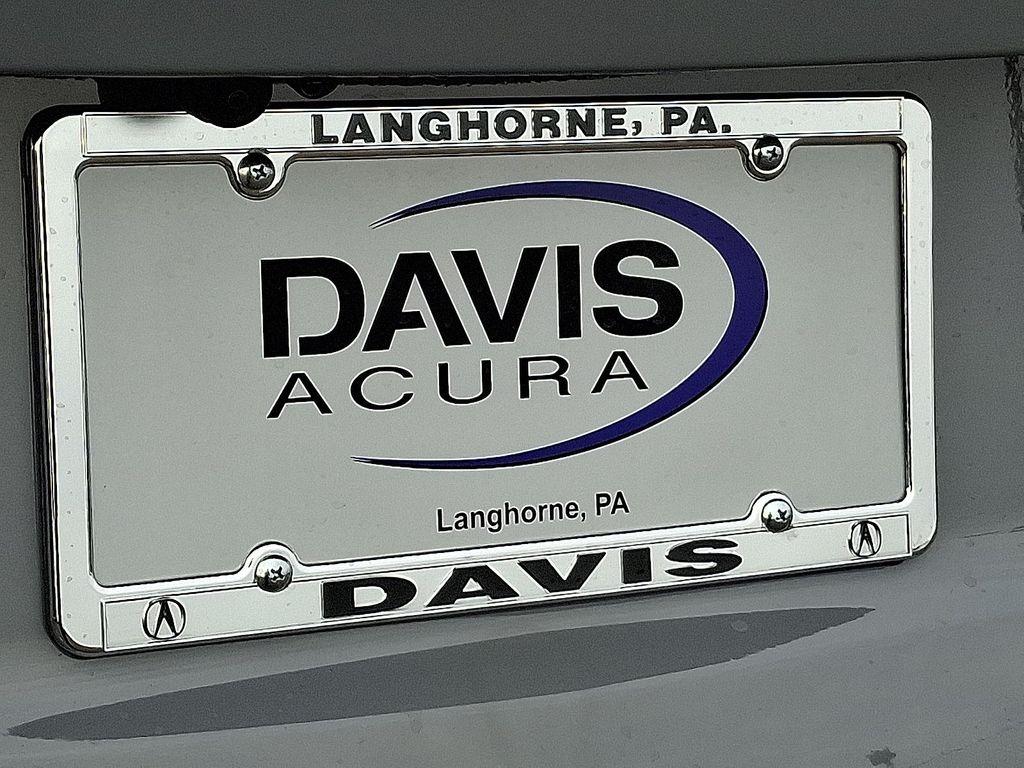 LANGHORNE, PA.
DAVIS
ACURA
Langhorne, PA
DAVIS